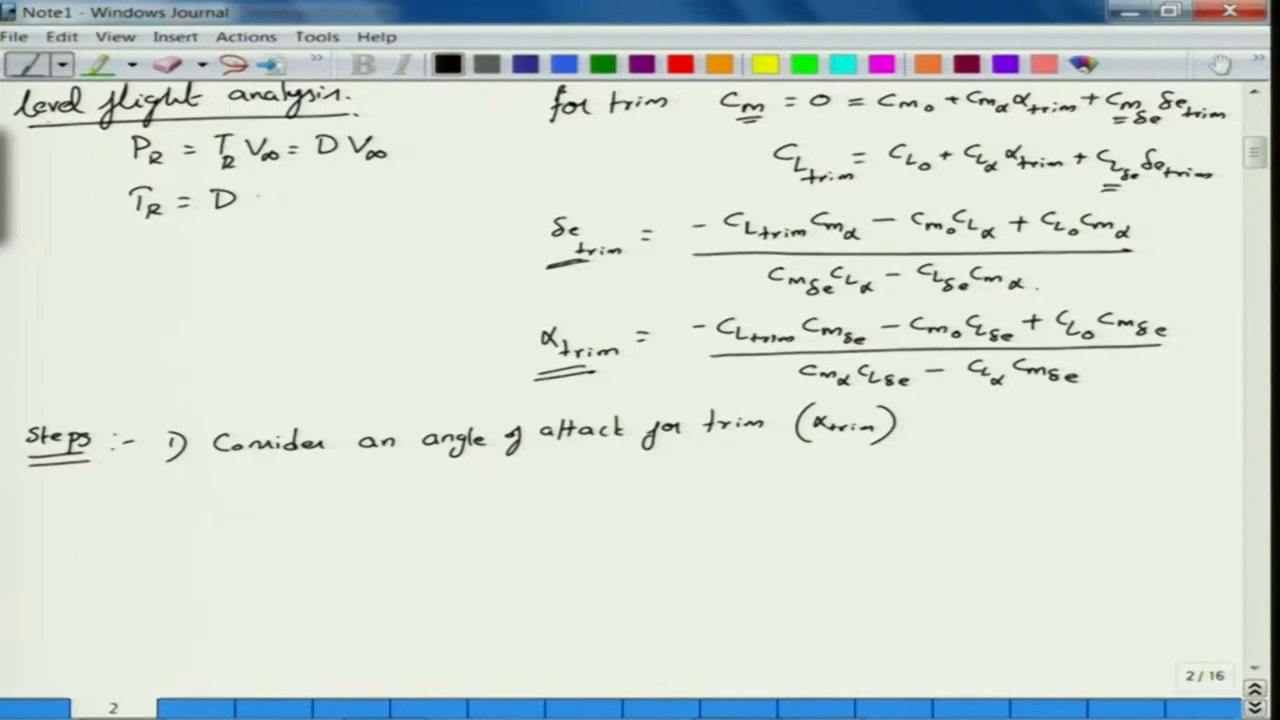 Note1 - Windows Journal
File Edit View Insert Actions Tools Help
level flight analysis.
P_R = T_R V_∞ = D V_∞
T_R = D
for trim C_m = 0 = C_m₀ + C_mα α_trim + C_mδe δe_trim
C_L_trim = C_L₀ + C_Lα α_trim + C_Lδe δe_trim
δe_trim = (- C_L_trim C_mα - C_m₀ C_Lα + C_L₀ C_mα) / (C_mδe C_Lα - C_Lδe C_mα)
α_trim = (- C_L_trim C_mδe - C_m₀ C_Lδe + C_L₀ C_mδe) / (C_mα C_Lδe - C_Lα C_mδe)
Steps :- 1) Consider an angle of attack for trim (α_trim)
2 / 16
2